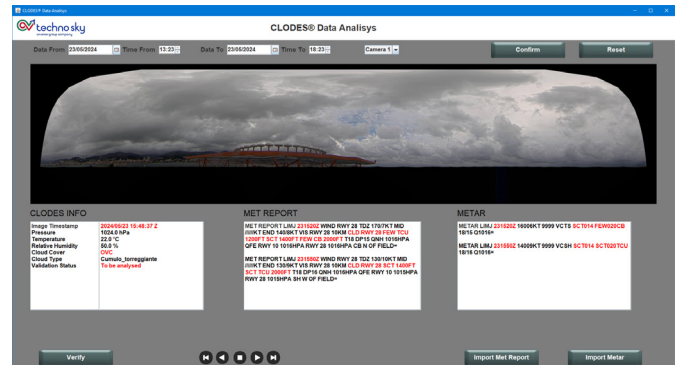 CLODES® Data Analisys
techno sky
CLODES® Data Analisys
Data From 23/05/2024 Time From 13:23 Data To 23/05/2024 Time To 18:23 Camera 1 Confirm Reset
CLODES INFO
Image Timestamp 2024/05/23 15:48:37 Z
Pressure 1024.0 hPa
Temperature 22.0 °C
Relative Humidity 50.0 %
Cloud Cover OVC
Cloud Type Cumulo_torreggiante
Validation Status To be analysed
MET REPORT
MET REPORT LIMJ 231520Z WIND RWY 28 TDZ 170/7KT MID
///KT END 140/9KT VIS RWY 28 10KM CLD RWY 28 FEW TCU
1200FT SCT 1400FT FEW CB 2000FT T18 DP15 QNH 1016HPA
QFE RWY 10 1016HPA RWY 28 1016HPA CB N OF FIELD=
MET REPORT LIMJ 231550Z WIND RWY 28 TDZ 130/10KT MID
///KT END 130/9KT VIS RWY 28 10KM CLD RWY 28 SCT 1400FT
SCT TCU 2000FT T18 DP16 QNH 1016HPA QFE RWY 10 1015HPA
RWY 28 1015HPA SH W OF FIELD=
METAR
METAR LIMJ 231520Z 16009KT 9999 VCTS SCT014 FEW020CB
18/15 Q1016=
METAR LIMJ 231550Z 14009KT 9999 VCSH SCT014 SCT020TCU
18/16 Q1016=
Verify Import Met Report Import Metar